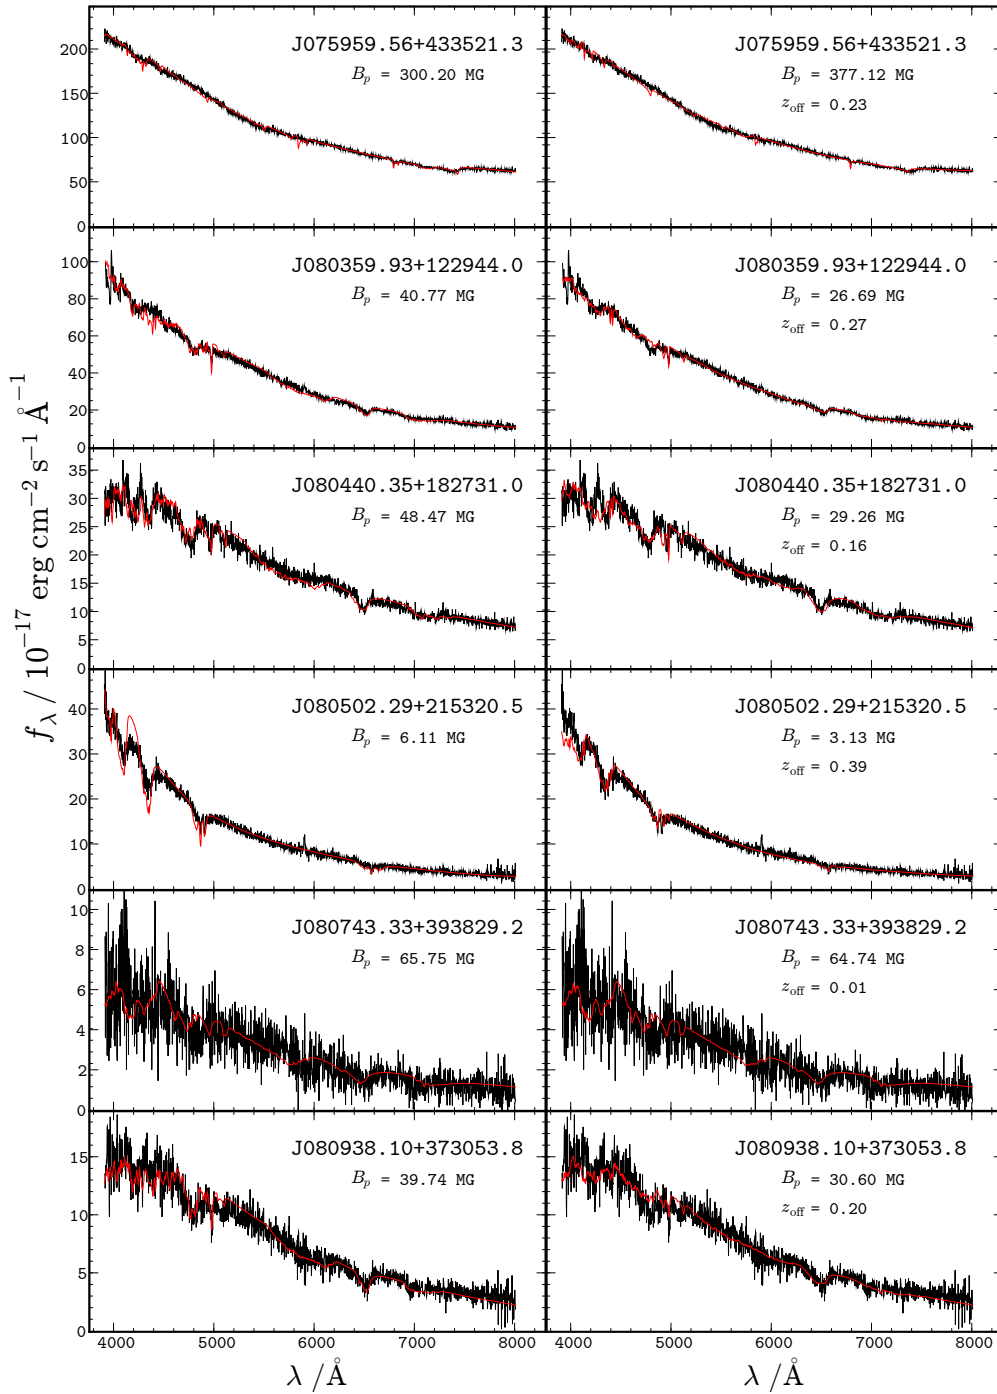 J075959.56+433521.3
B_p = 300.20 MG
J075959.56+433521.3
B_p = 377.12 MG
z_off = 0.23
200
150
100
50
0
J080359.93+122944.0
B_p = 40.77 MG
J080359.93+122944.0
B_p = 26.69 MG
z_off = 0.27
100
80
60
40
20
0
J080440.35+182731.0
B_p = 48.47 MG
J080440.35+182731.0
B_p = 29.26 MG
z_off = 0.16
35
30
25
20
15
10
5
0
f_λ / 10^−17 erg cm^−2 s^−1 Å^−1
J080502.29+215320.5
B_p = 6.11 MG
J080502.29+215320.5
B_p = 3.13 MG
z_off = 0.39
40
30
20
10
0
J080743.33+393829.2
B_p = 65.75 MG
J080743.33+393829.2
B_p = 64.74 MG
z_off = 0.01
10
8
6
4
2
0
J080938.10+373053.8
B_p = 39.74 MG
J080938.10+373053.8
B_p = 30.60 MG
z_off = 0.20
15
10
5
0
4000 5000 6000 7000 8000
4000 5000 6000 7000 8000
λ /Å
λ /Å